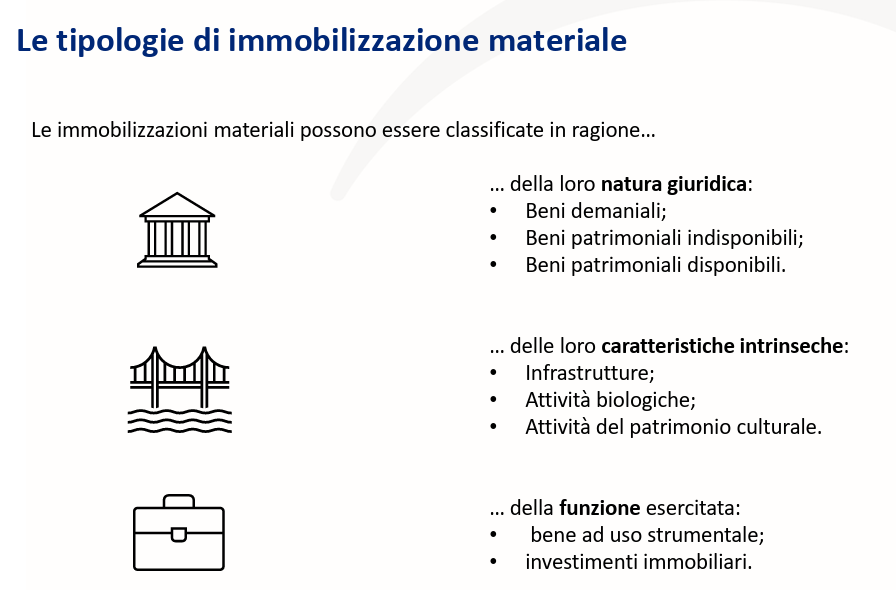 Le tipologie di immobilizzazione materiale
Le immobilizzazioni materiali possono essere classificate in ragione…
… della loro natura giuridica:
• Beni demaniali;
• Beni patrimoniali indisponibili;
• Beni patrimoniali disponibili.
… delle loro caratteristiche intrinseche:
• Infrastrutture;
• Attività biologiche;
• Attività del patrimonio culturale.
… della funzione esercitata:
• bene ad uso strumentale;
• investimenti immobiliari.